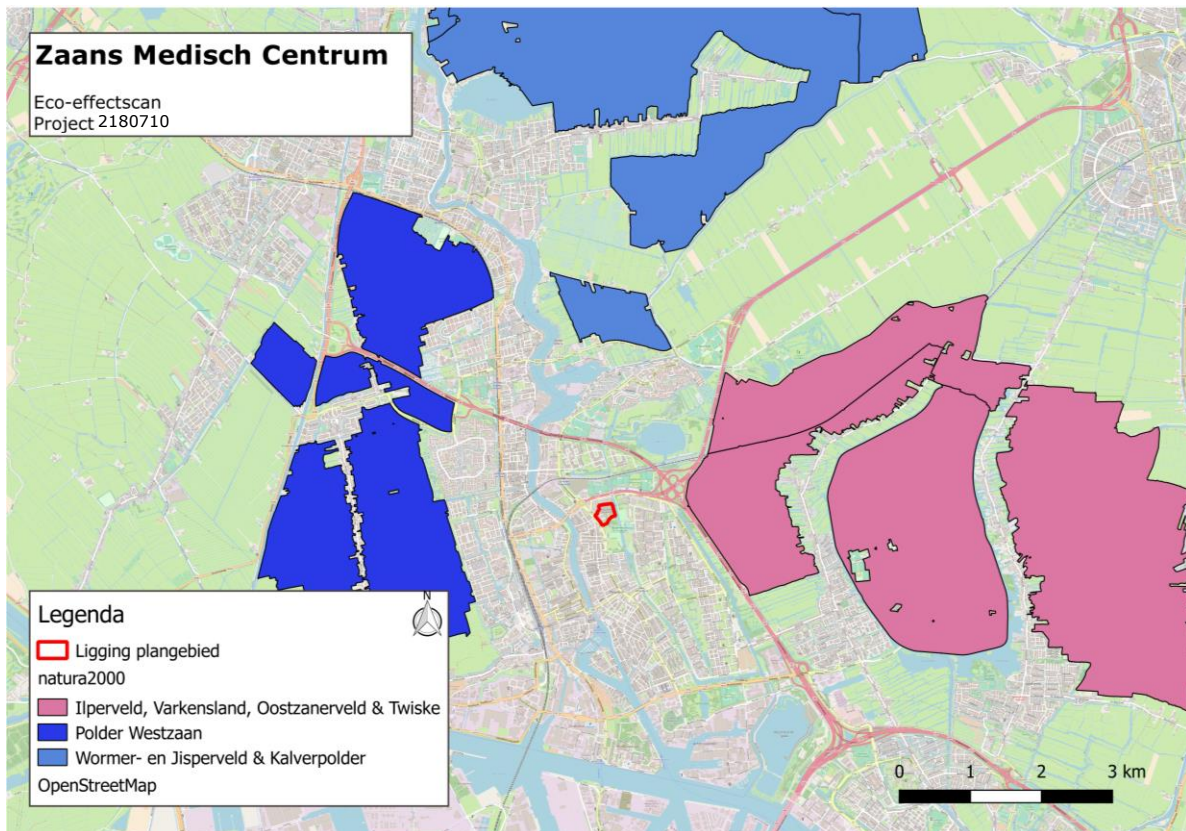 Zaans Medisch Centrum
Eco-effectscan
Project 2180710
Legenda
N
Ligging plangebied
natura2000
Ilperveld, Varkensland, Oostzanerveld & Twiske
Polder Westzaan
Wormer- en Jisperveld & Kalverpolder
OpenStreetMap
0 1 2 3 km